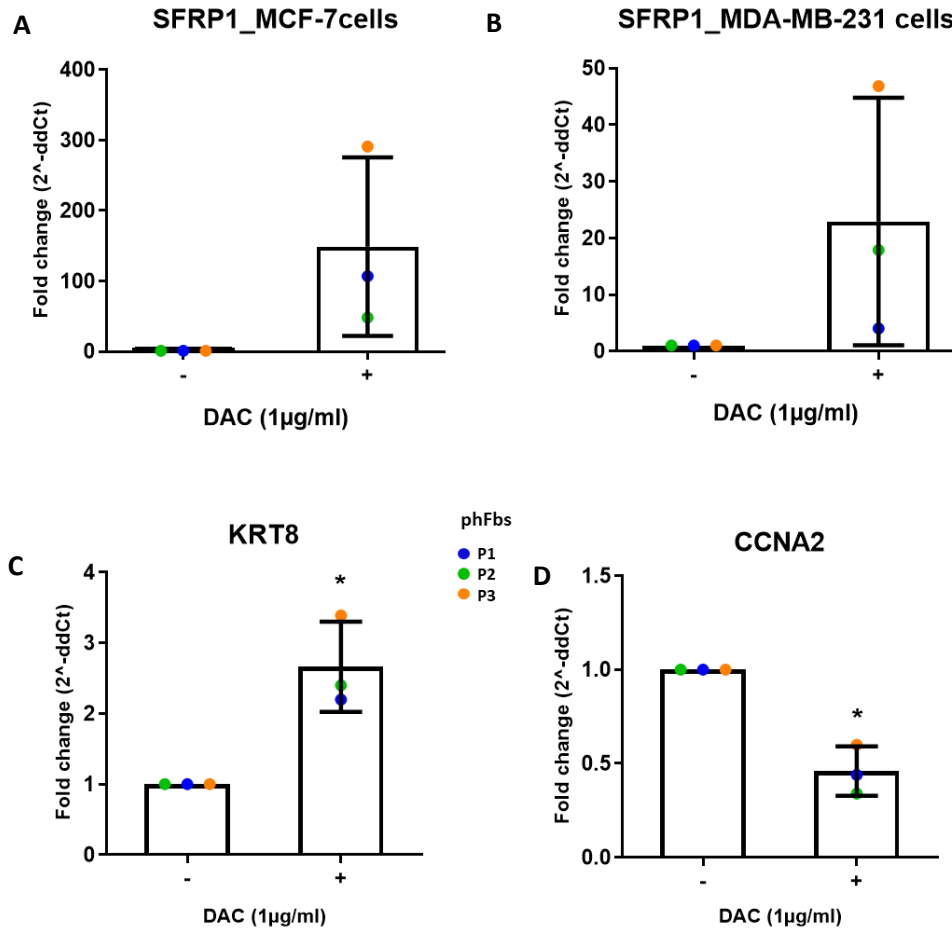 A
SFRP1_MCF-7cells
Fold change (2^-ddCt)
400
300
200
100
0
-
+
DAC (1µg/ml)
B
SFRP1_MDA-MB-231 cells
Fold change (2^-ddCt)
50
40
30
20
10
0
-
+
DAC (1µg/ml)
C
KRT8
Fold change (2^-ddCt)
4
3
2
1
0
*
-
+
DAC (1µg/ml)
phFbs
P1
P2
P3
D
CCNA2
Fold change (2^-ddCt)
1.5
1.0
0.5
0.0
*
-
+
DAC (1µg/ml)